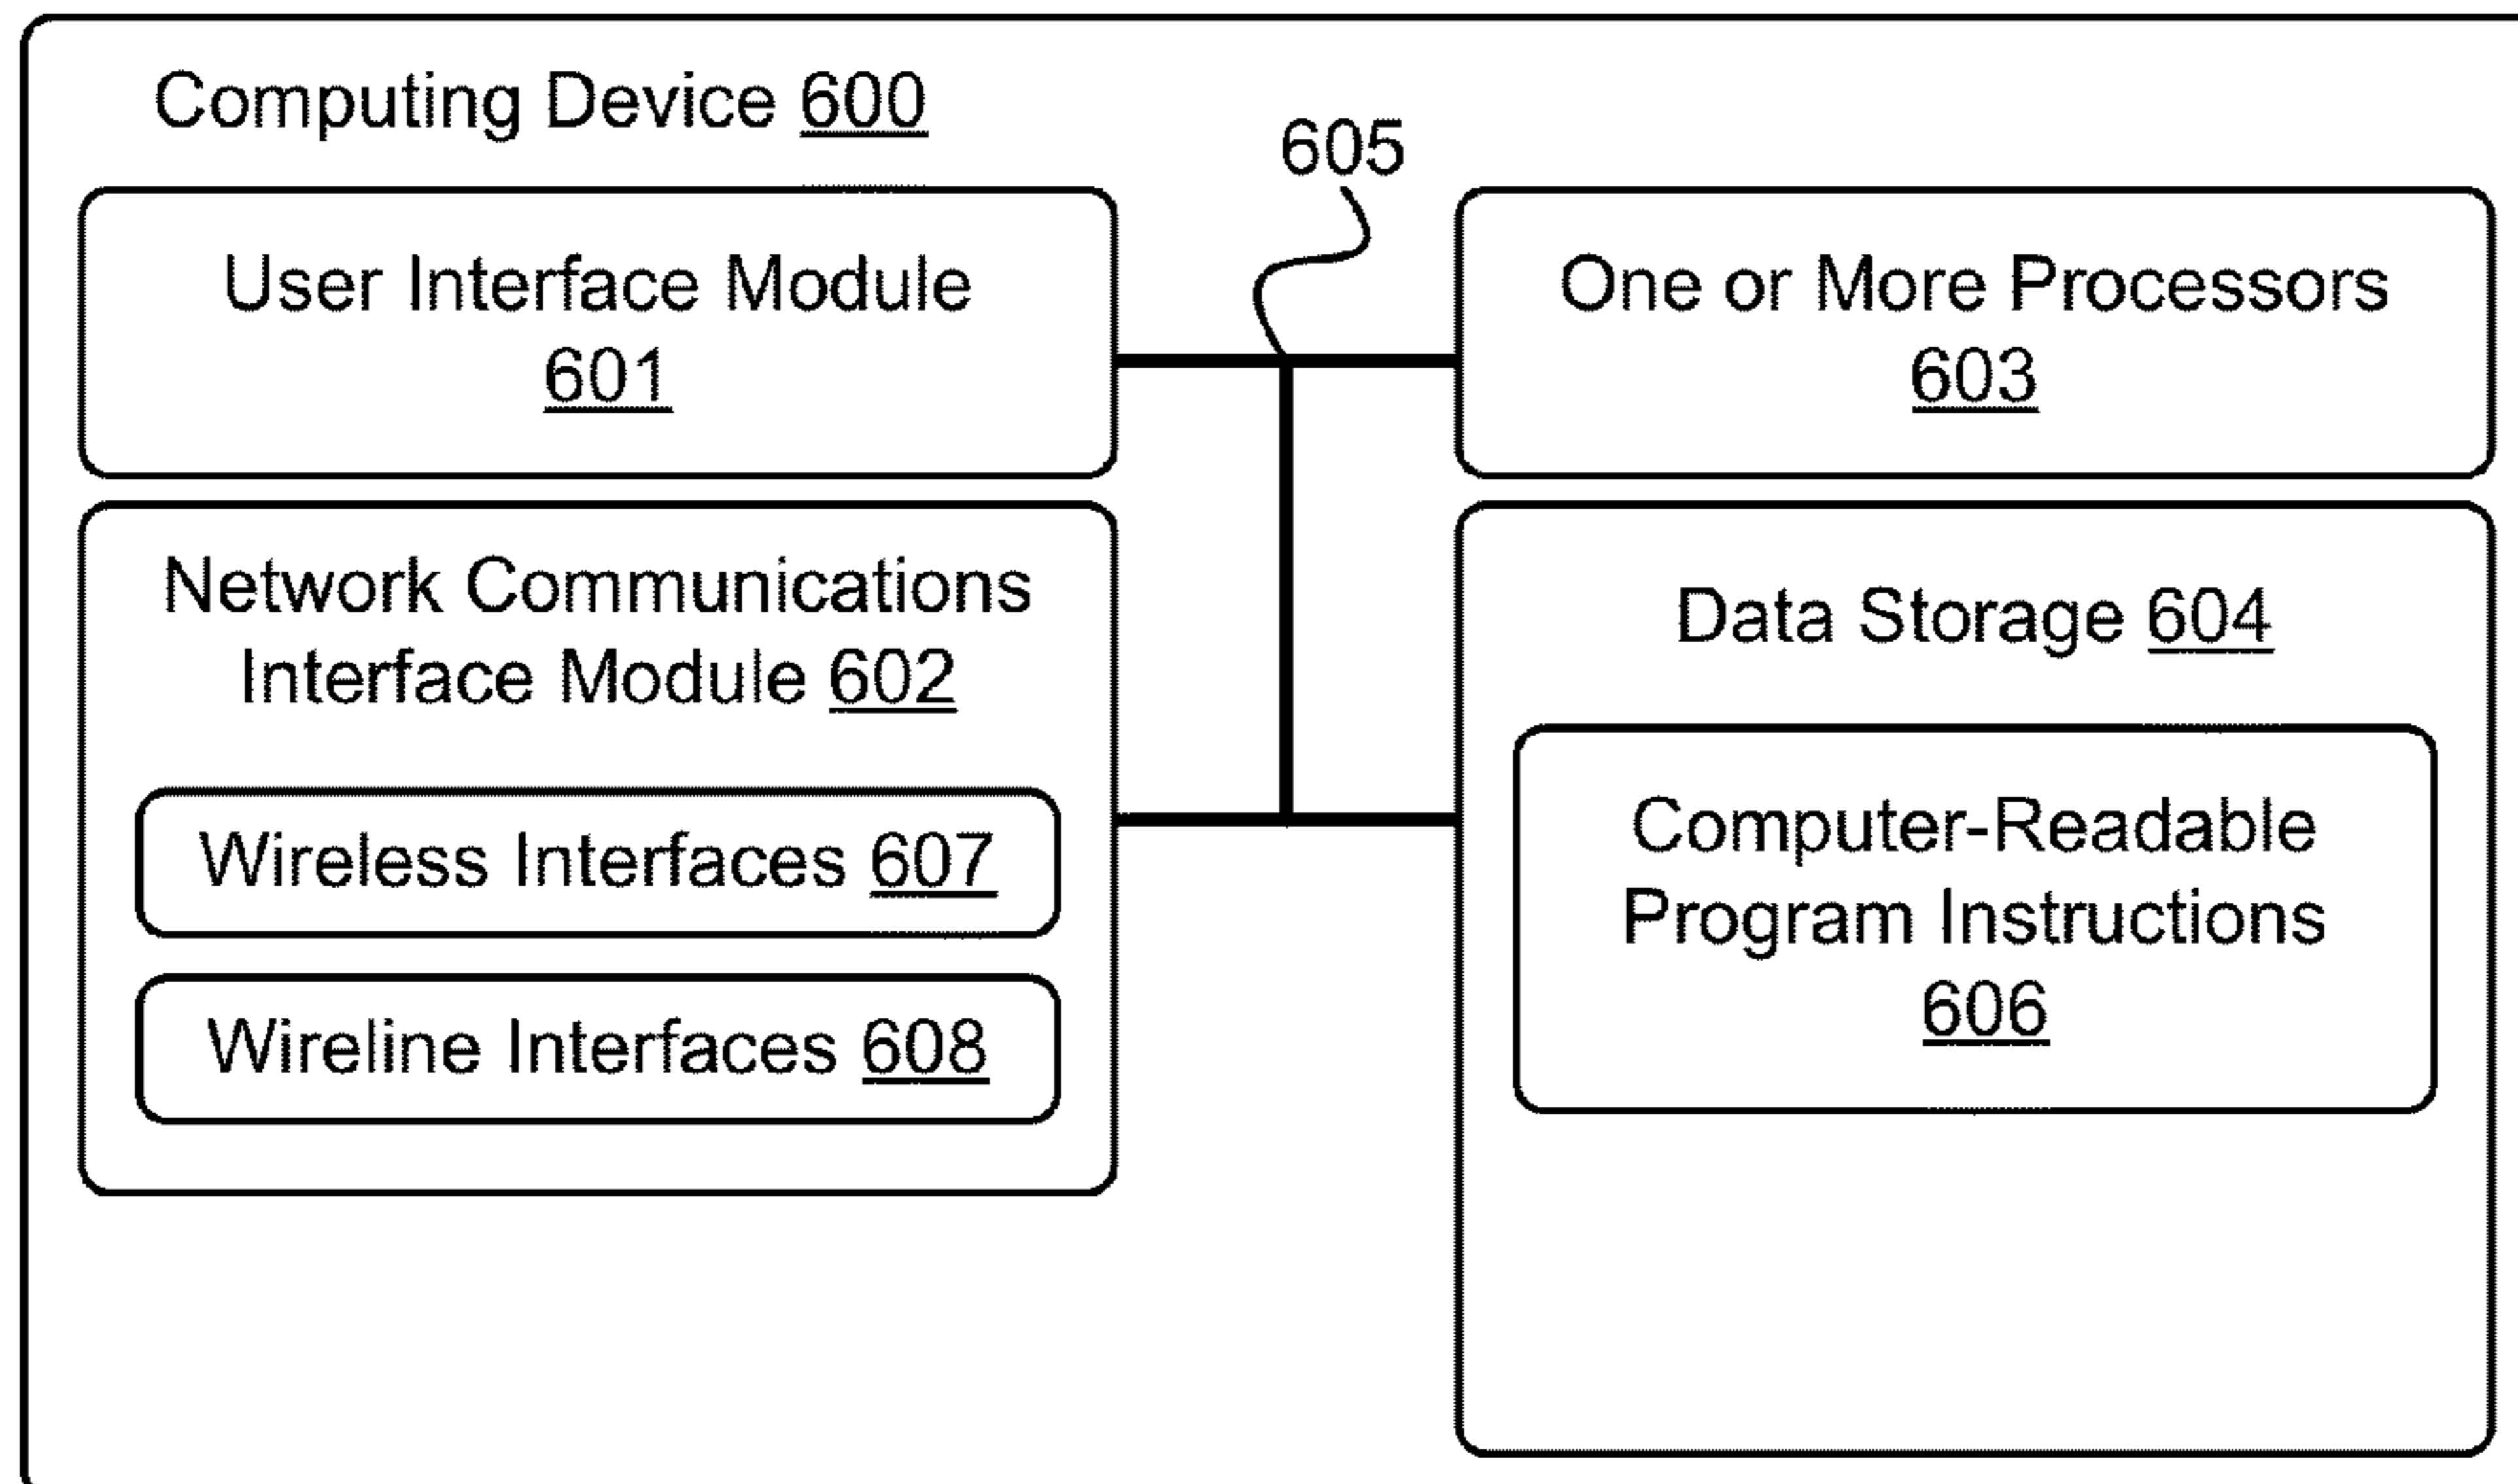 Computing Device 600
605
User Interface Module
601
One or More Processors
603
Network Communications
Interface Module 602
Wireless Interfaces 607
Wireline Interfaces 608
Data Storage 604
Computer-Readable
Program Instructions
606